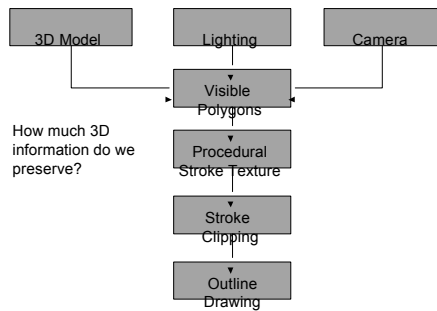 3D Model
Lighting
Camera
Visible
Polygons
How much 3D
information do we
preserve?
Procedural
Stroke Texture
Stroke
Clipping
Outline
Drawing